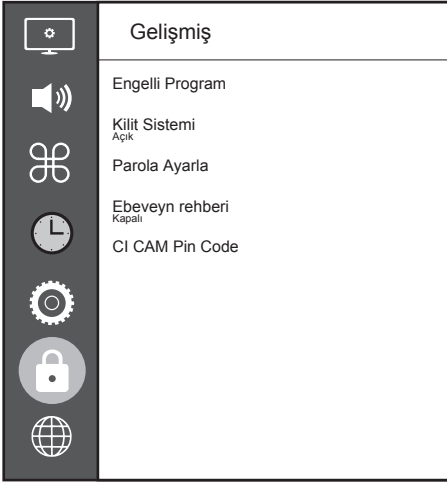 Gelişmiş
Engelli Program
Kilit Sistemi
Açık
Parola Ayarla
Ebeveyn rehberi
Kapalı
CI CAM Pin Code